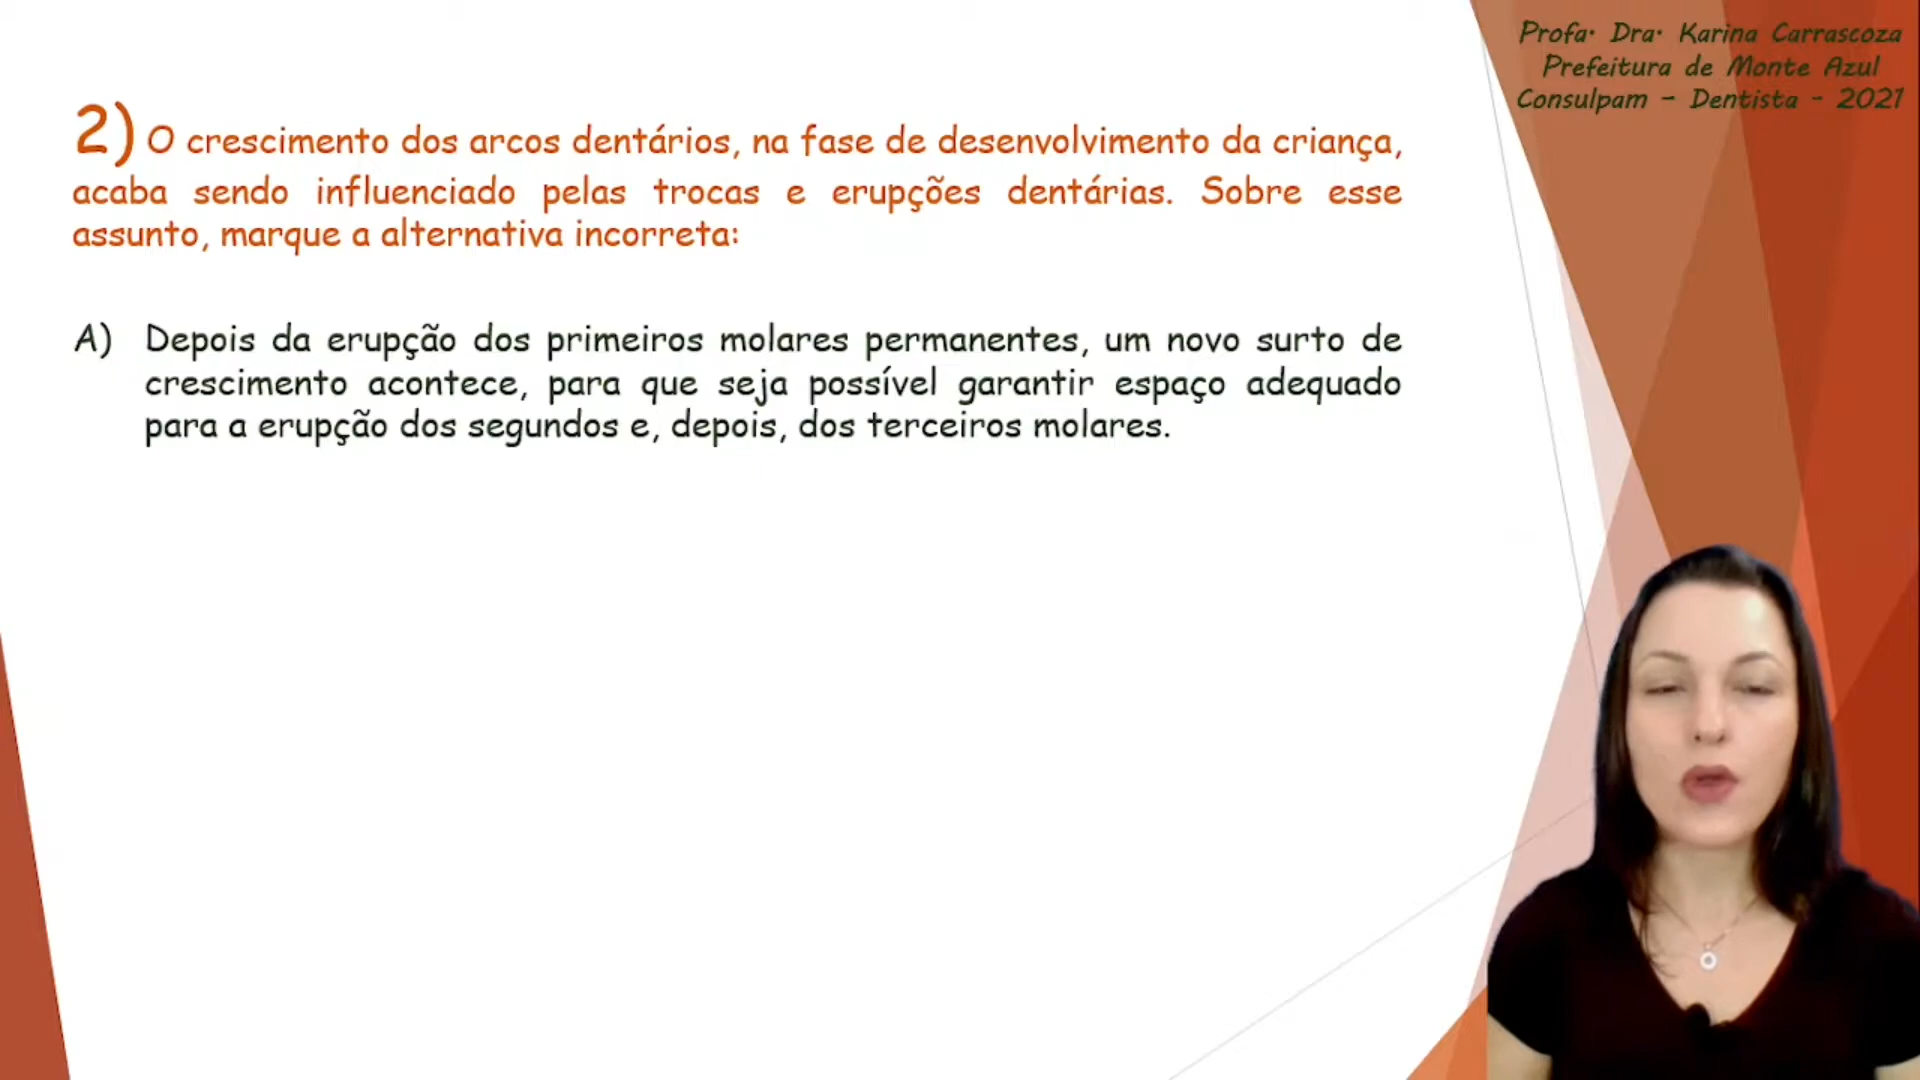 Profa. Dra. Karina Carrascoza
Prefeitura de Monte Azul
Consulpam - Dentista - 2021
2) O crescimento dos arcos dentários, na fase de desenvolvimento da criança,
acaba sendo influenciado pelas trocas e erupções dentárias. Sobre esse
assunto, marque a alternativa incorreta:
A) Depois da erupção dos primeiros molares permanentes, um novo surto de
crescimento acontece, para que seja possível garantir espaço adequado
para a erupção dos segundos e, depois, dos terceiros molares.